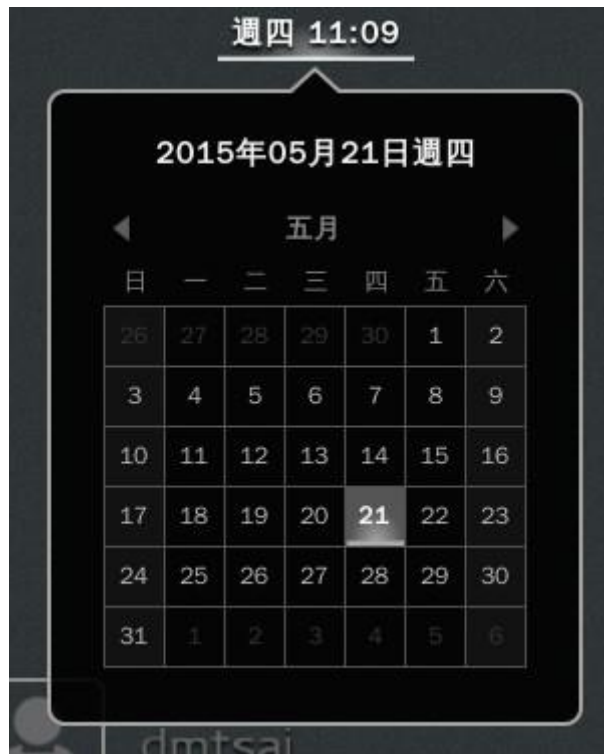 週四 11:09
2015年05月21日週四
五月
日 一 二 三 四 五 六
26 27 28 29 30 1 2
3 4 5 6 7 8 9
10 11 12 13 14 15 16
17 18 19 20 21 22 23
24 25 26 27 28 29 30
31 1 2 3 4 5 6
dmtsai